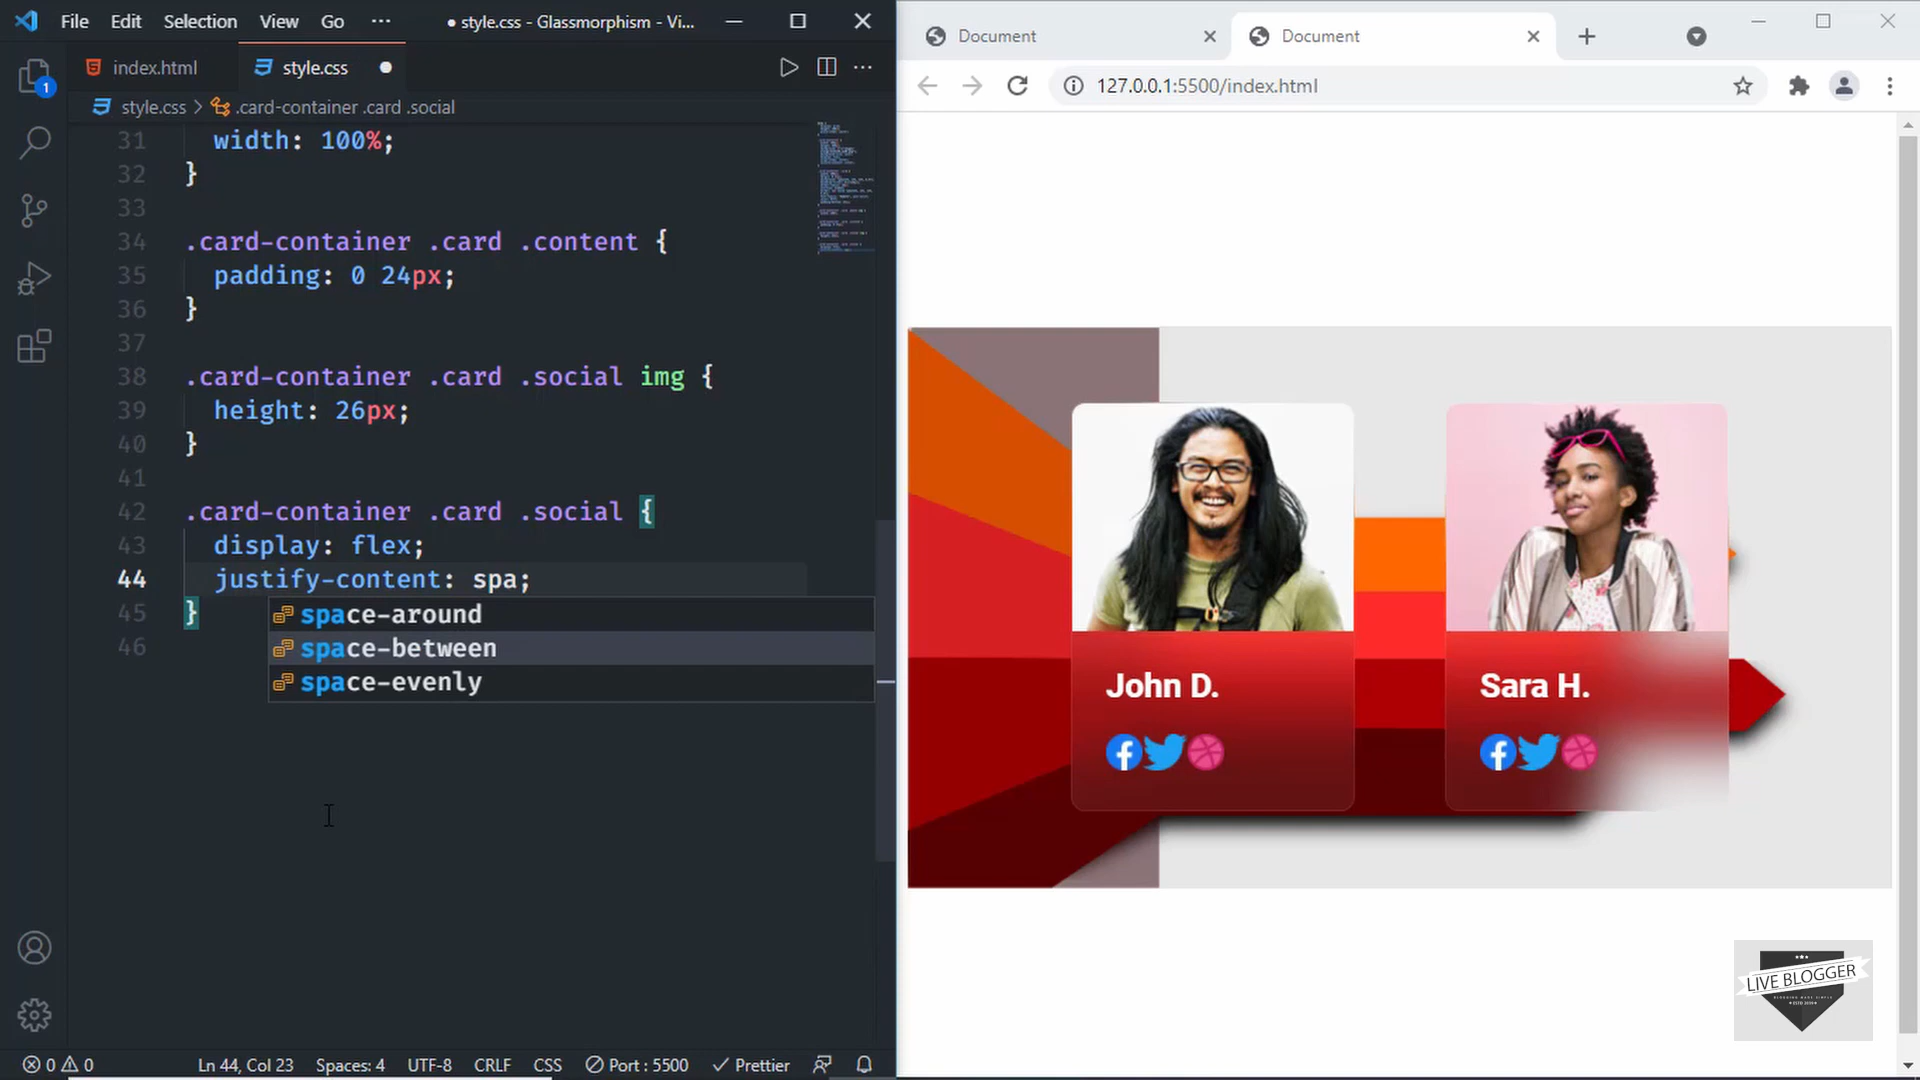 File Edit Selection View Go ··· ● style.css - Glassmorphism - Vi...
index.html style.css ●
style.css > .card-container .card .social
31 width: 100%;
32 }
33
34 .card-container .card .content {
35 padding: 0 24px;
36 }
37
38 .card-container .card .social img {
39 height: 26px;
40 }
41
42 .card-container .card .social {
43 display: flex;
44 justify-content: spa;
45 }
space-around
46
space-between
space-evenly
1
0 0 Ln 44, Col 23 Spaces: 4 UTF-8 CRLF CSS Port : 5500 Prettier
Document Document
127.0.0.1:5500/index.html
John D.
Sara H.
LIVE BLOGGER